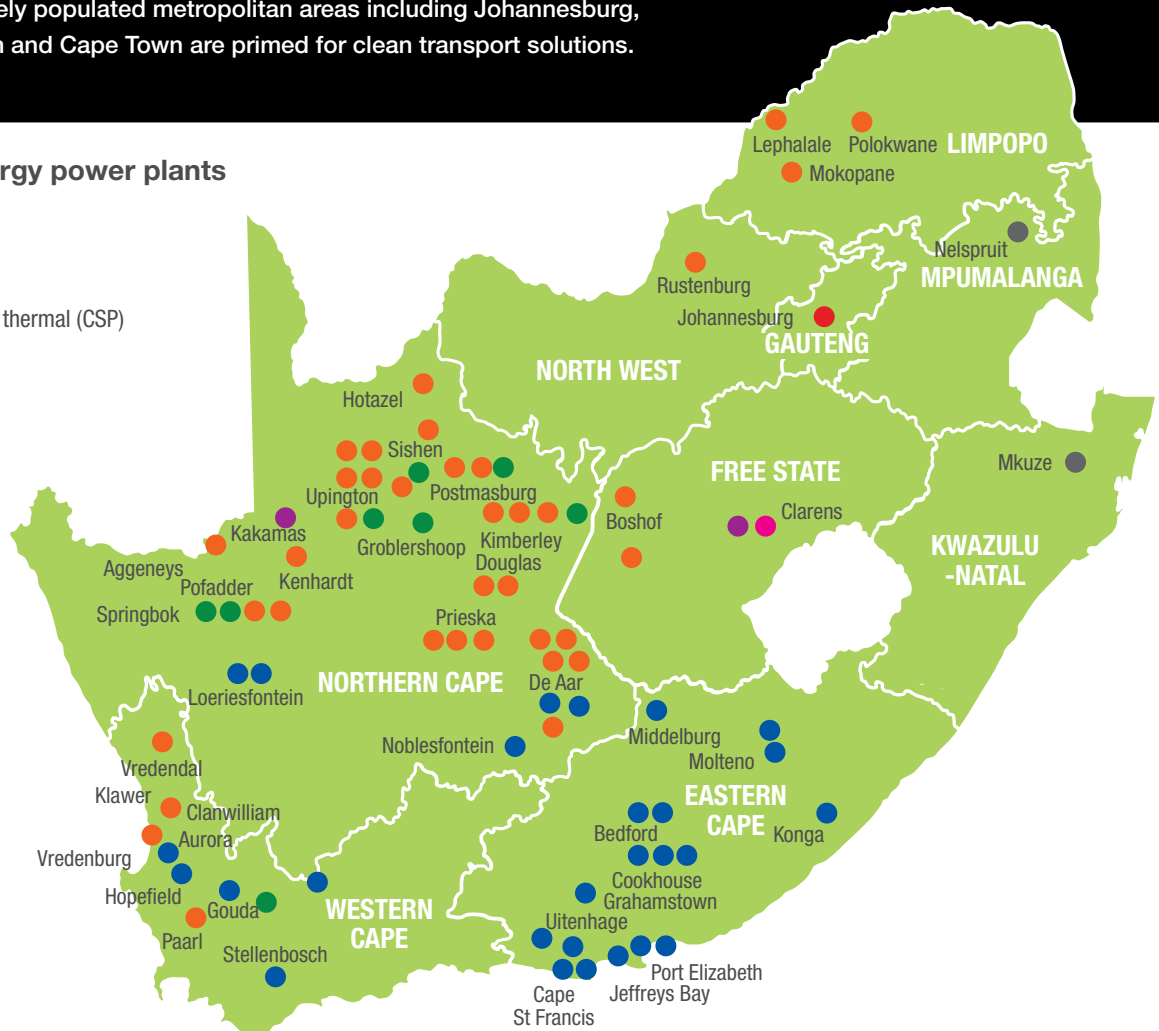 ely populated metropolitan areas including Johannesburg,
and Cape Town are primed for clean transport solutions.
rgy power plants
thermal (CSP)
Lephalale
Polokwane
LIMPOPO
Mokopane
Nelspruit
MPUMALANGA
Rustenburg
Johannesburg
GAUTENG
NORTH WEST
Hotazel
Sishen
FREE STATE
Mkuze
Upington
Postmasburg
Clarens
Boshof
Kakamas
Groblershoop
Kimberley
KWAZULU
-NATAL
Aggeneys
Douglas
Pofadder
Kenhardt
Springbok
Prieska
Loeriesfontein
NORTHERN CAPE
De Aar
Noblesfontein
Middelburg
Molteno
Vredendal
Klawer
Clanwilliam
EASTERN
CAPE
Bedford
Konga
Aurora
Vredenburg
Cookhouse
Hopefield
Grahamstown
Gouda
WESTERN
CAPE
Uitenhage
Paarl
Stellenbosch
Port Elizabeth
Cape
St Francis
Jeffreys Bay